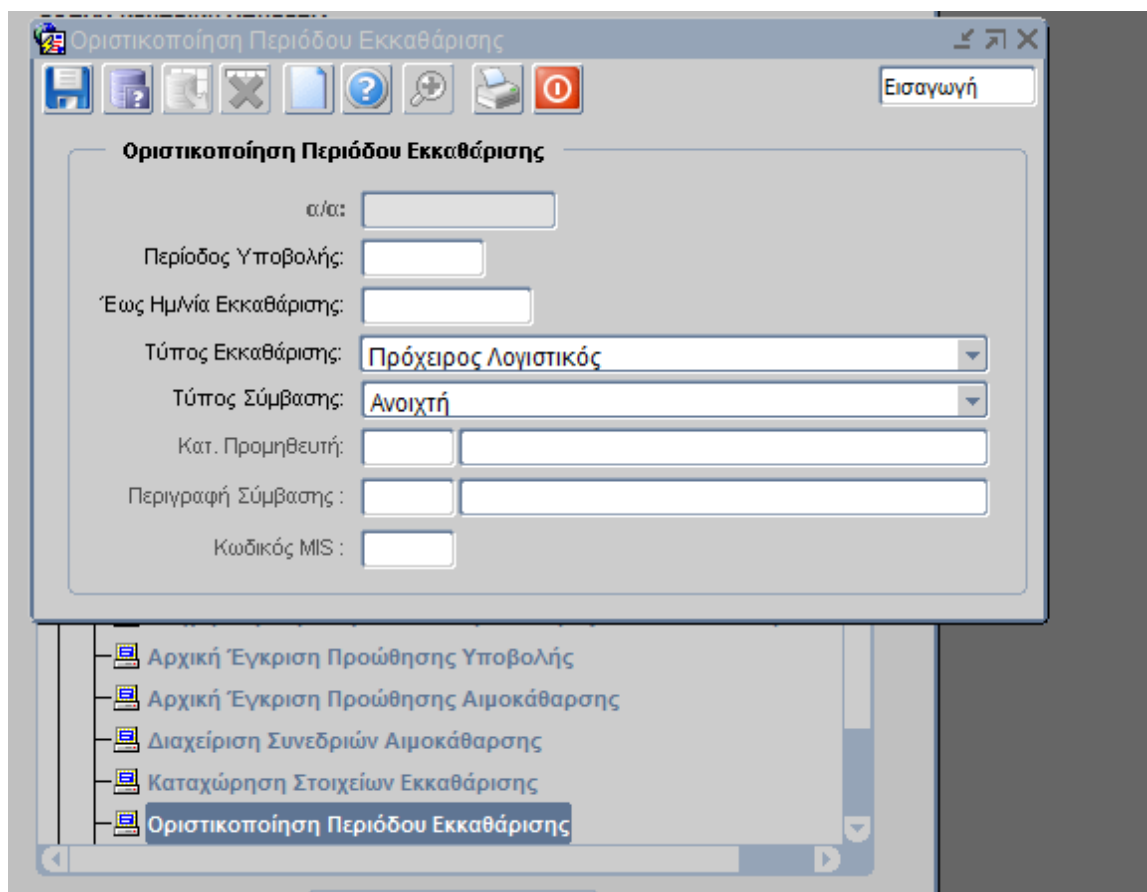 Οριστικοποίηση Περιόδου Εκκαθάρισης
Εισαγωγή
Οριστικοποίηση Περιόδου Εκκαθάρισης
α/α:
Περίοδος Υποβολής:
Έως Ημ/νία Εκκαθάρισης:
Τύπος Εκκαθάρισης: Πρόχειρος Λογιστικός
Τύπος Σύμβασης: Ανοιχτή
Κατ. Προμηθευτή:
Περιγραφή Σύμβασης :
Κωδικός MIS :
Αρχική Έγκριση Προώθησης Υποβολής
Αρχική Έγκριση Προώθησης Αιμοκάθαρσης
Διαχείριση Συνεδριών Αιμοκάθαρσης
Καταχώρηση Στοιχείων Εκκαθάρισης
Οριστικοποίηση Περιόδου Εκκαθάρισης